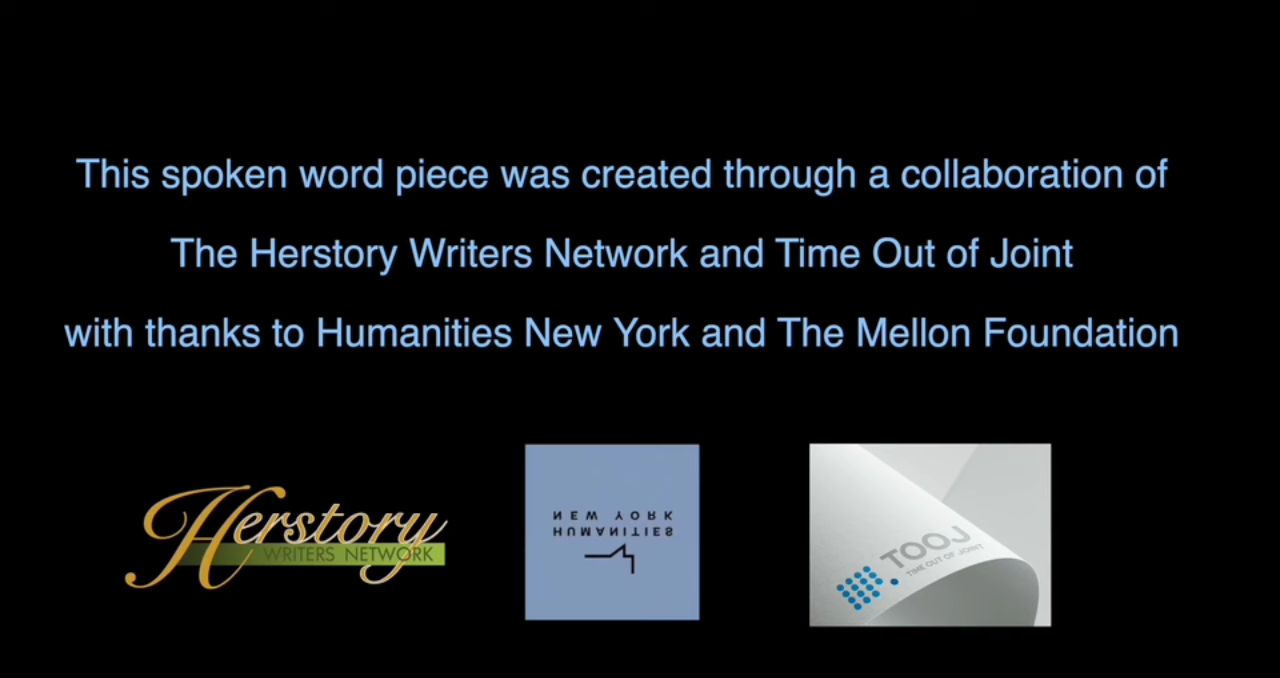 This spoken word piece was created through a collaboration of
The Herstory Writers Network and Time Out of Joint
with thanks to Humanities New York and The Mellon Foundation
Herstory
WRITERS NETWORK
NEW YORK
HUMANITIES
TOOJ
TIME OUT OF JOINT